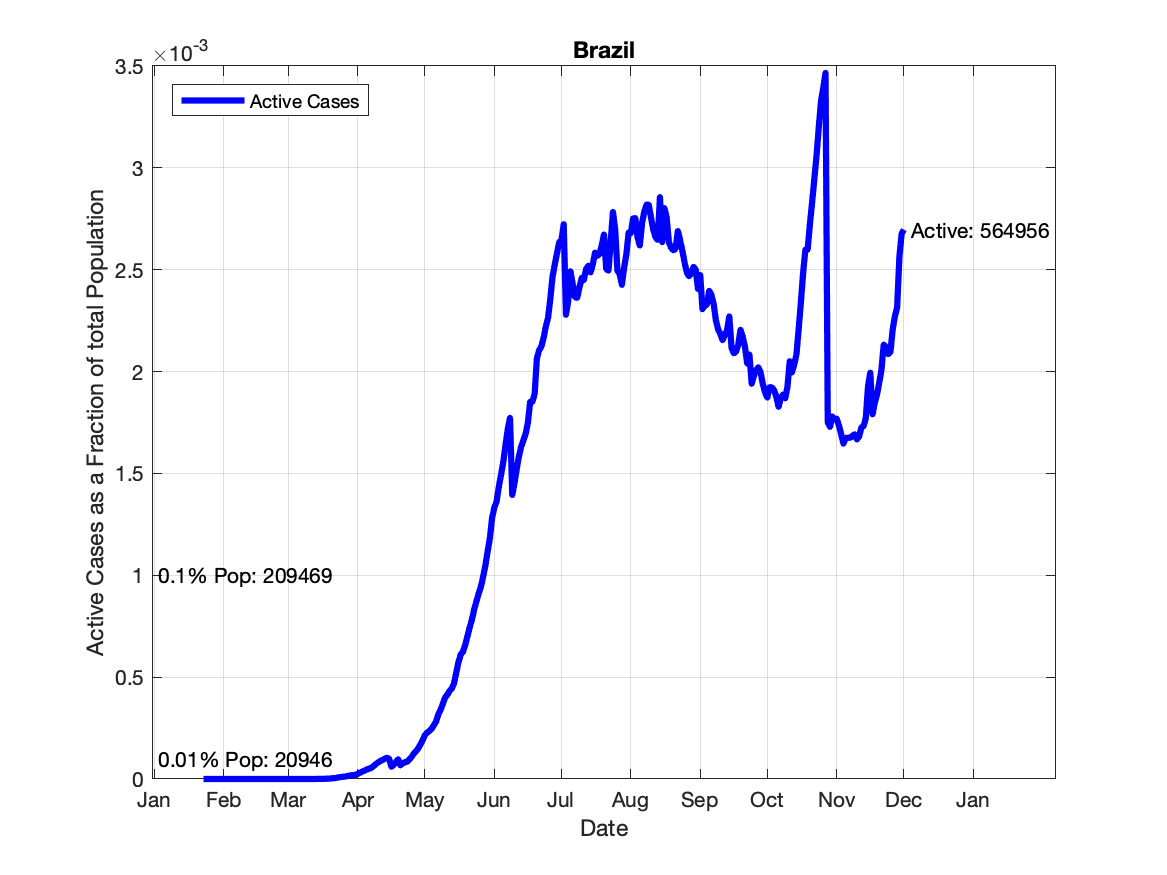 Brazil
×10-3
3.5
3
2.5
2
1.5
1
0.5
0
Active Cases
Active: 564956
0.1% Pop: 209469
0.01% Pop: 20946
Active Cases as a Fraction of total Population
Jan Feb Mar Apr May Jun Jul Aug Sep Oct Nov Dec Jan
Date